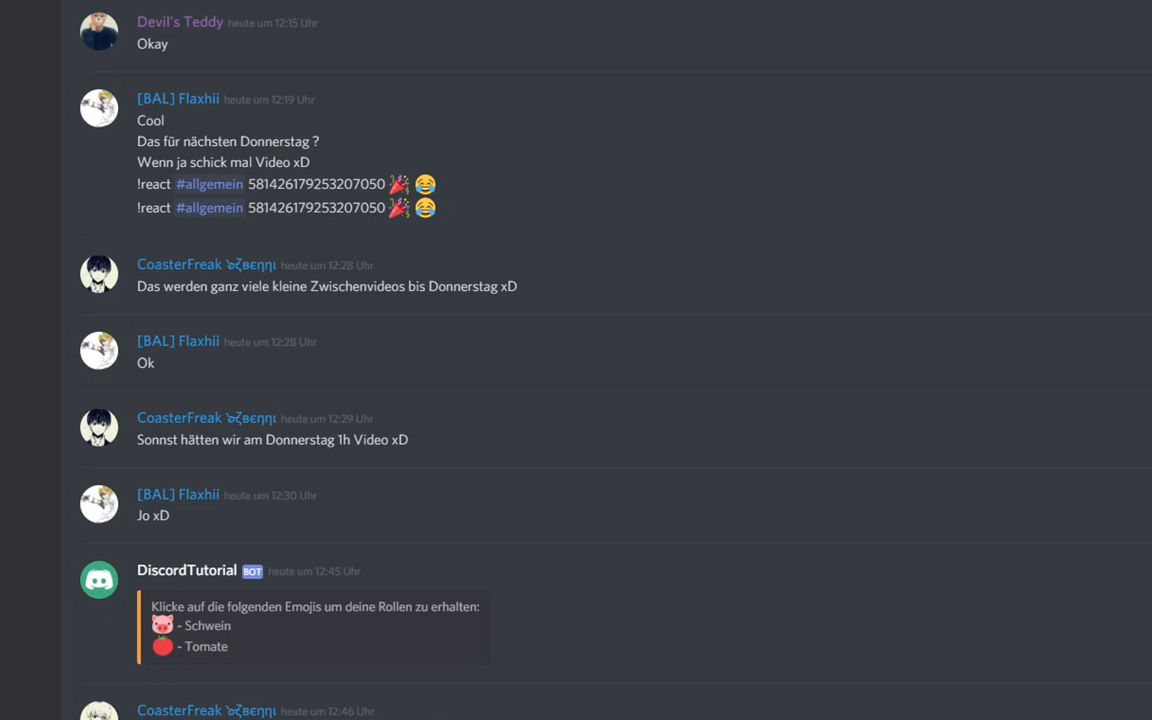 Devil's Teddy heute um 12:15 Uhr
Okay
[BAL] Flaxhii heute um 12:19 Uhr
Cool
Das für nächsten Donnerstag ?
Wenn ja schick mal Video xD
!react #allgemein 581426179253207050 🎉 😂
!react #allgemein 581426179253207050 🎉 😂
CoasterFreak heute um 12:28 Uhr
Das werden ganz viele kleine Zwischenvideos bis Donnerstag xD
[BAL] Flaxhii heute um 12:28 Uhr
Ok
CoasterFreak heute um 12:29 Uhr
Sonnst hätten wir am Donnerstag 1h Video xD
[BAL] Flaxhii heute um 12:30 Uhr
Jo xD
DiscordTutorial BOT heute um 12:45 Uhr
Klicke auf die folgenden Emojis um deine Rollen zu erhalten:
🐷 - Schwein
🍅 - Tomate
CoasterFreak heute um 12:46 Uhr